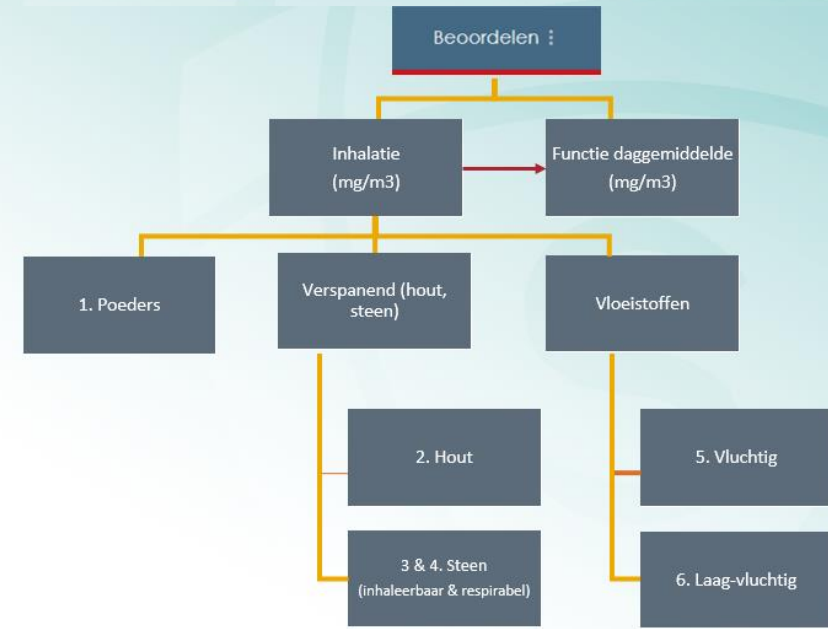 Beoordelen ⋮
Inhalatie
(mg/m3)
Functie daggemiddelde
(mg/m3)
1. Poeders
Verspanend (hout,
steen)
Vloeistoffen
2. Hout
5. Vluchtig
3 & 4. Steen
(inhaleerbaar & respirabel)
6. Laag-vluchtig